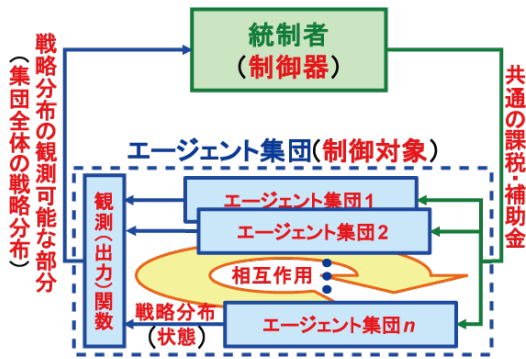 統制者
(制御器)
戦略分布の観測可能な部分
(集団全体の戦略分布)
共通の課税・補助金
エージェント集団(制御対象)
観測(出力)関数
エージェント集団1
エージェント集団2
相互作用
戦略分布
(状態)
エージェント集団n